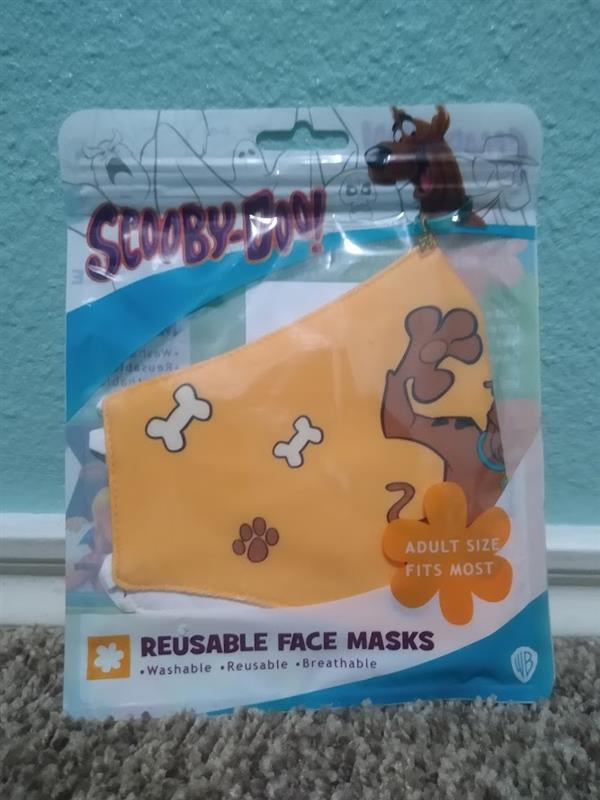 SCOOBY-DOO!
ADULT SIZE
FITS MOST
REUSABLE FACE MASKS
•Washable •Reusable •Breathable
WB